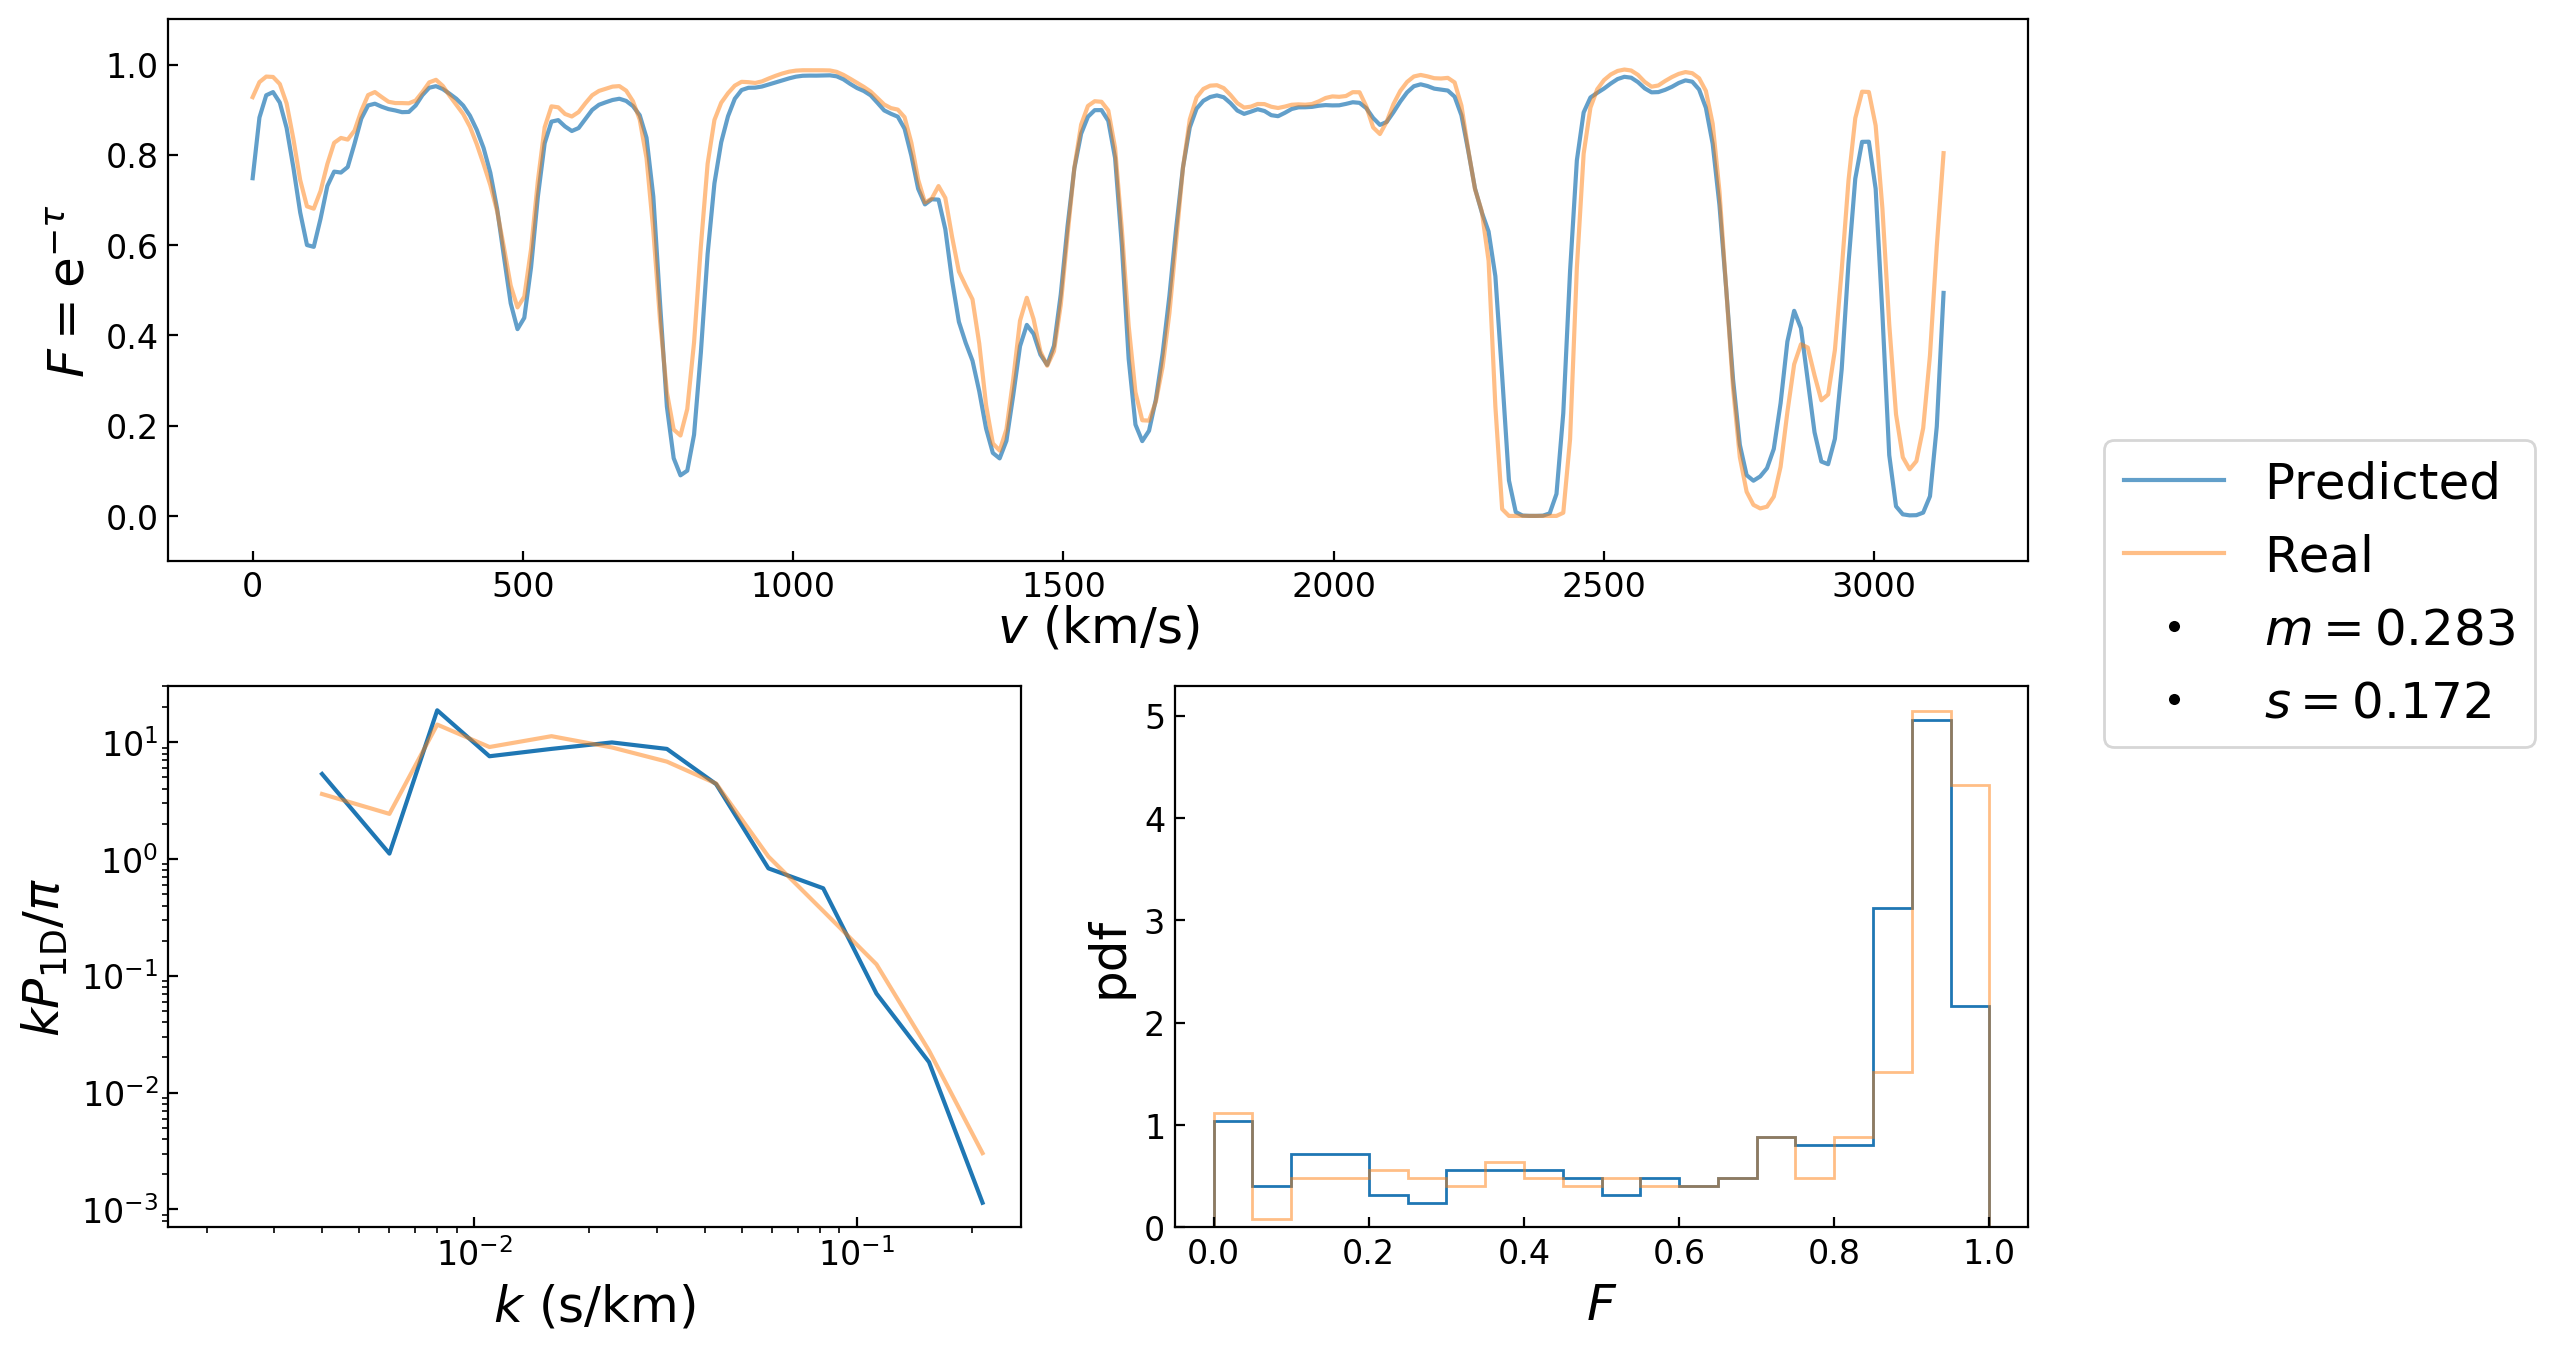 F = e^{−τ}
1.0
0.8
0.6
0.4
0.2
0.0
0 500 1000 1500 2000 2500 3000
v (km/s)
Predicted
Real
m = 0.283
s = 0.172
kP_{1D}/π
10^1
10^0
10^{−1}
10^{−2}
10^{−3}
10^{−2} 10^{−1}
k (s/km)
pdf
5
4
3
2
1
0
0.0 0.2 0.4 0.6 0.8 1.0
F